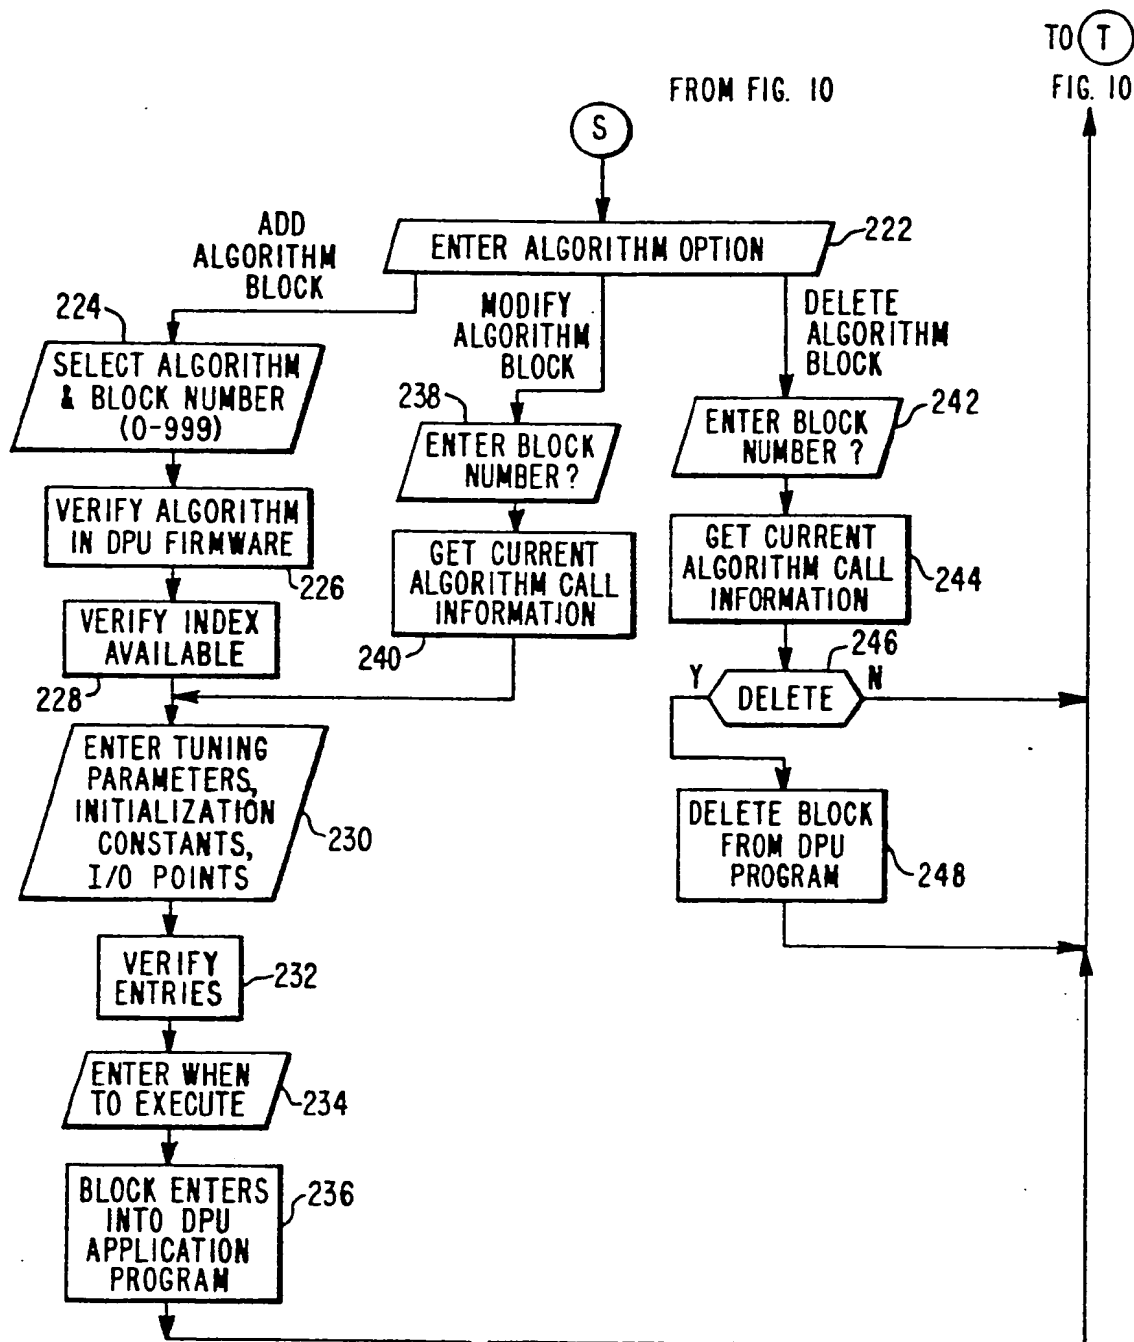 TO T
FIG. 10
FROM FIG. 10
S
ENTER ALGORITHM OPTION
222
ADD
ALGORITHM
BLOCK
MODIFY
ALGORITHM
BLOCK
DELETE
ALGORITHM
BLOCK
224
SELECT ALGORITHM
& BLOCK NUMBER
(0-999)
VERIFY ALGORITHM
IN DPU FIRMWARE
226
VERIFY INDEX
AVAILABLE
228
238
ENTER BLOCK
NUMBER?
GET CURRENT
ALGORITHM CALL
INFORMATION
240
242
ENTER BLOCK
NUMBER ?
GET CURRENT
ALGORITHM CALL
INFORMATION
244
246
Y
DELETE
N
DELETE BLOCK
FROM DPU
PROGRAM
248
ENTER TUNING
PARAMETERS,
INITIALIZATION
CONSTANTS,
I/O POINTS
230
VERIFY
ENTRIES
232
ENTER WHEN
TO EXECUTE
234
BLOCK ENTERS
INTO DPU
APPLICATION
PROGRAM
236